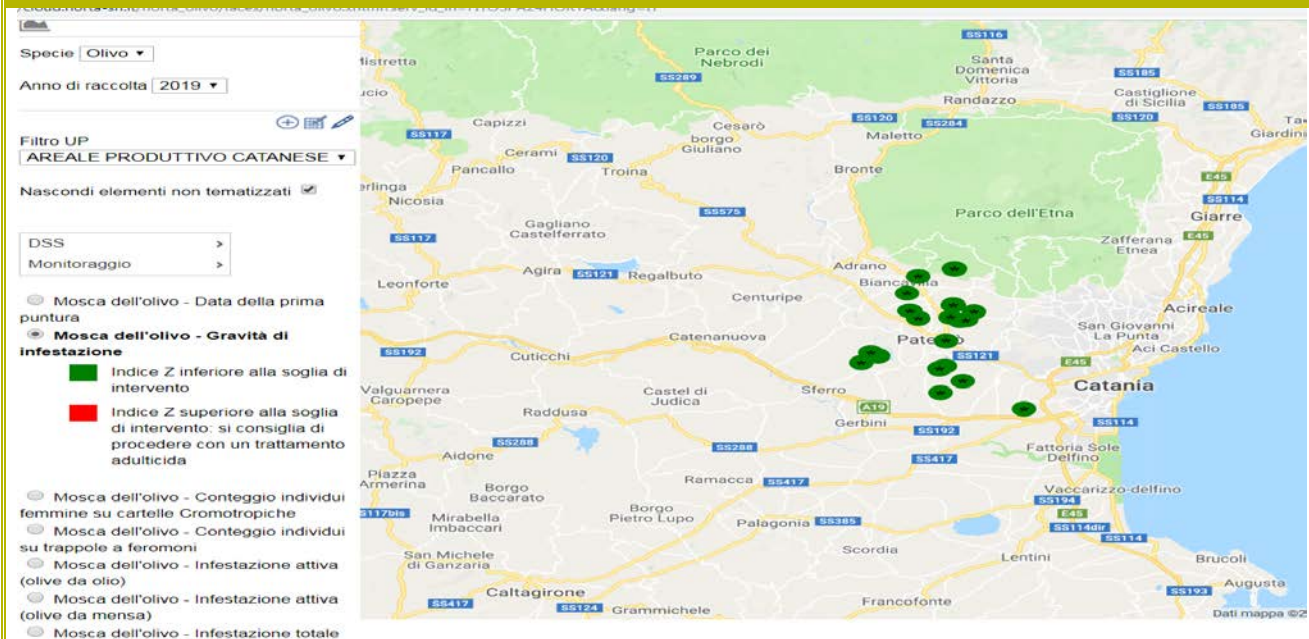 Specie Olivo
Anno di raccolta 2019
Filtro UP
AREALE PRODUTTIVO CATANESE
Nascondi elementi non tematizzati
DSS >
Monitoraggio >
Mosca dell'olivo - Data della prima
puntura
Mosca dell'olivo - Gravità di
infestazione
Indice Z inferiore alla soglia di
intervento
Indice Z superiore alla soglia
di intervento: si consiglia di
procedere con un trattamento
adulticida
Mosca dell'olivo - Conteggio individui
femmine su cartelle Cromotropiche
Mosca dell'olivo - Conteggio individui
su trappole a feromoni
Mosca dell'olivo - Infestazione attiva
(olive da olio)
Mosca dell'olivo - Infestazione attiva
(olive da mensa)
Mosca dell'olivo - Infestazione totale
SS116
Parco dei
Nebrodi
SS289
Santa
Domenica
Vittoria
SS185
Castiglione
di Sicilia
SS185
Randazzo
SS120
SS284
SS120
Capizzi
SS117
Cesarò
borgo
Giuliano
Maletto
Cerami
SS120
Pancallo
Troina
Bronte
Nicosia
E45
SS114
SS575
Parco dell'Etna
Giarre
Gagliano
Castelferrato
SS117
Zafferana
Etnea
E45
Agira
SS121
Regalbuto
Adrano
Leonforte
Centuripe
Acireale
San Giovanni
La Punta
Aci Castello
Catenanuova
SS192
Cuticchi
SS121
E45
Valguarnera
Caropepe
Castel di
Judica
Sferro
Catania
Raddusa
A19
Gerbini
SS192
SS114
SS288
SS288
SS417
Fattoria Sole
Delfino
Aidone
Piazza
Armerina
Borgo
Baccarato
Ramacca
SS417
Vaccarizzo-delfino
SS194
E45
SS117bis
Mirabella
Imbaccari
Borgo
Pietro Lupo
Palagonia
SS385
SS114dir
SS114
San Michele
di Ganzaria
Scordia
Lentini
Brucoli
Caltagirone
Augusta
SS193
SS417
SS124
Grammichele
Francofonte
Dati mappa